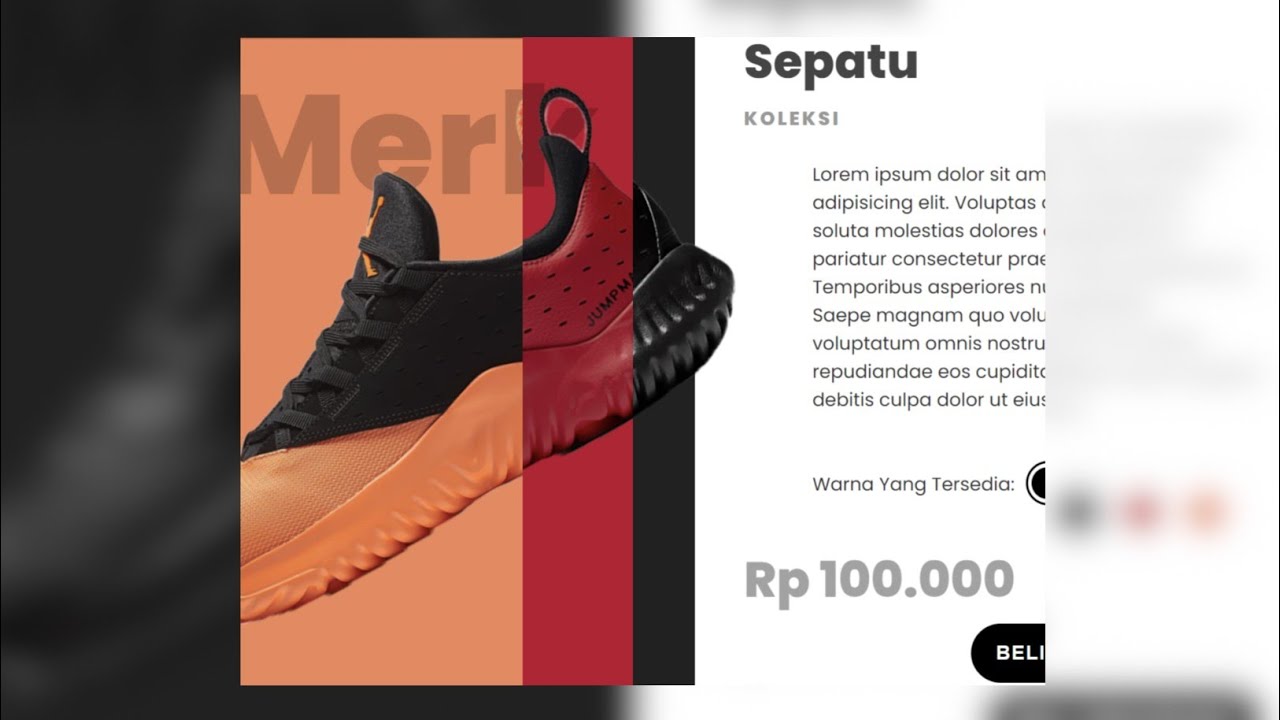 Merk
JUMPMA
Sepatu
KOLEKSI
Lorem ipsum dolor sit am
adipisicing elit. Voluptas
soluta molestias dolores
pariatur consectetur prae
Temporibus asperiores nu
Saepe magnam quo volu
voluptatum omnis nostru
repudiandae eos cupidita
debitis culpa dolor ut eius
Warna Yang Tersedia:
Rp 100.000
BELI